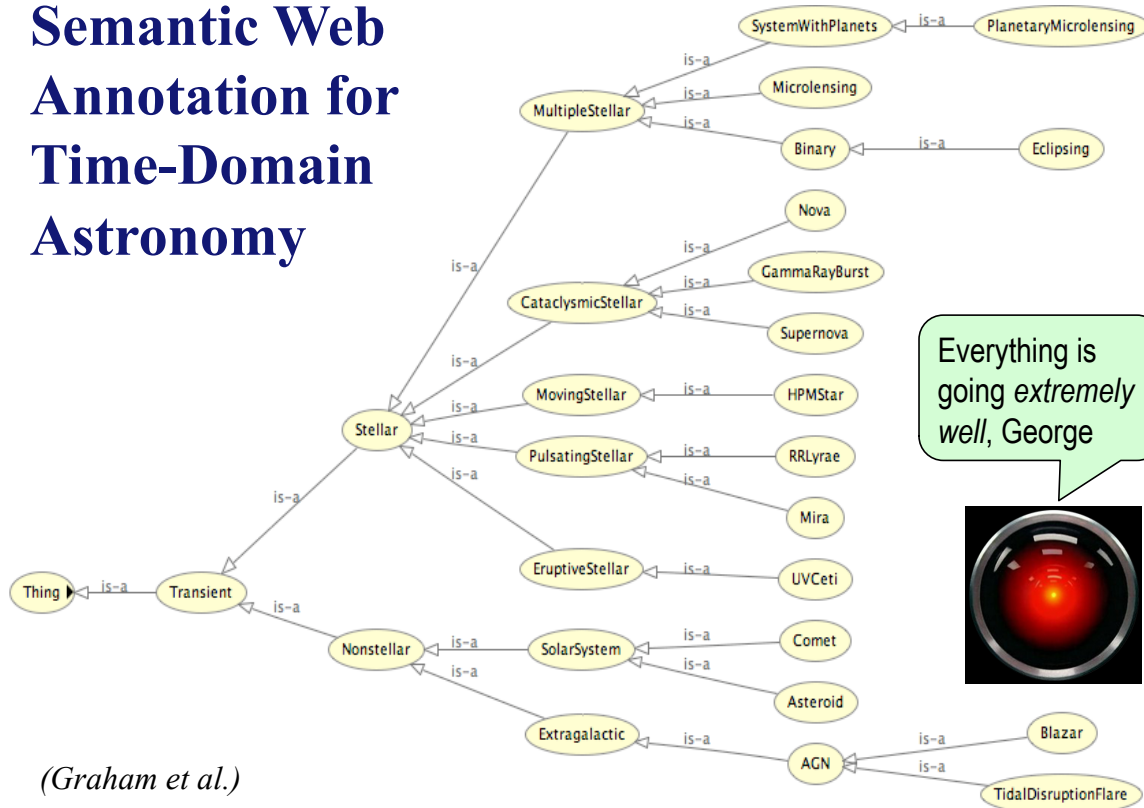 Semantic Web
Annotation for
Time-Domain
Astronomy
SystemWithPlanets
is-a
PlanetaryMicrolensing
is-a
Microlensing
is-a
MultipleStellar
is-a
Binary
is-a
Eclipsing
Nova
is-a
is-a
GammaRayBurst
is-a
CataclysmicStellar
is-a
Supernova
Everything is
going extremely
well, George
is-a
MovingStellar
is-a
HPMStar
is-a
Stellar
is-a
PulsatingStellar
is-a
RRLyrae
is-a
is-a
Mira
EruptiveStellar
is-a
UVCeti
Thing
is-a
Transient
is-a
Nonstellar
is-a
SolarSystem
is-a
Comet
is-a
Asteroid
is-a
Extragalactic
is-a
AGN
is-a
Blazar
is-a
TidalDisruptionFlare
(Graham et al.)